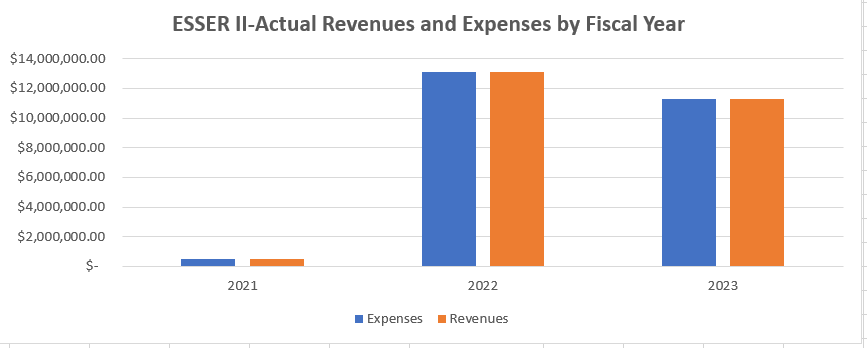 ESSER II-Actual Revenues and Expenses by Fiscal Year
$14,000,000.00
$12,000,000.00
$10,000,000.00
$8,000,000.00
$6,000,000.00
$4,000,000.00
$2,000,000.00
$-
2021 2022 2023
Expenses Revenues